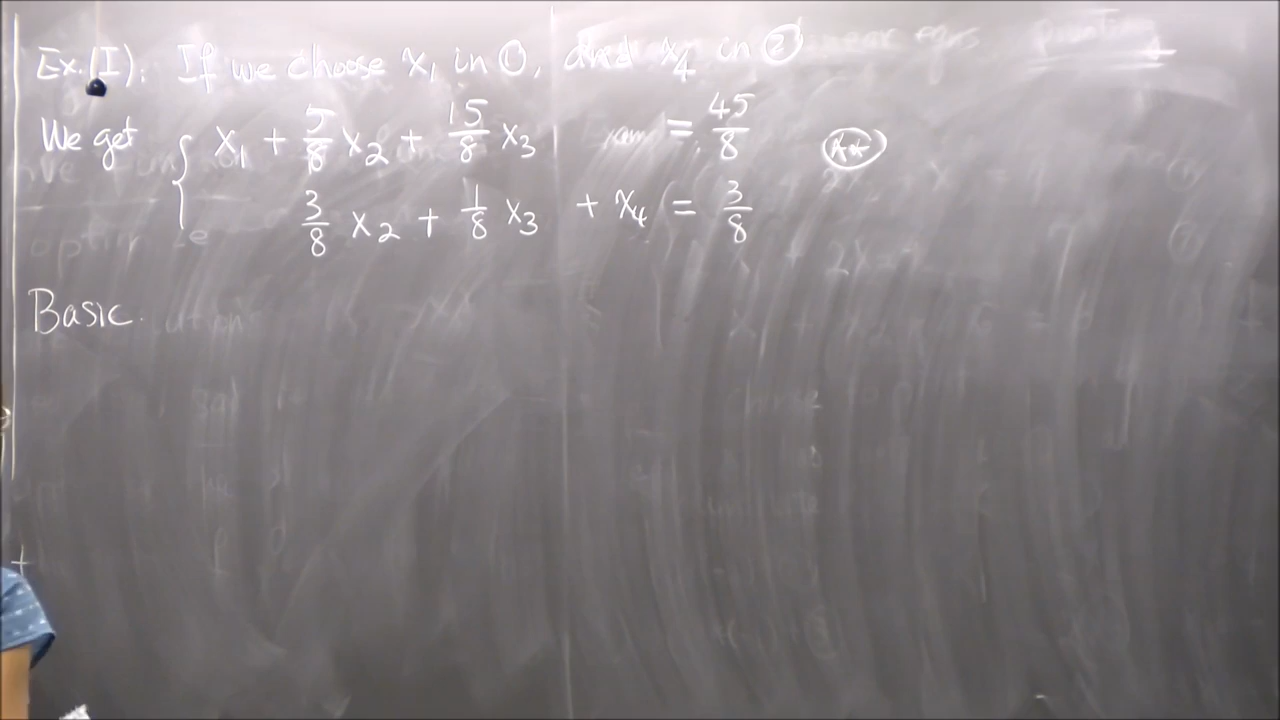 Ex.(I): If we choose x₁ in ①, and x₄ in ②
We get { x₁ + 5/8 x₂ + 15/8 x₃ = 45/8 (**)
3/8 x₂ + 1/8 x₃ + x₄ = 3/8
Basic